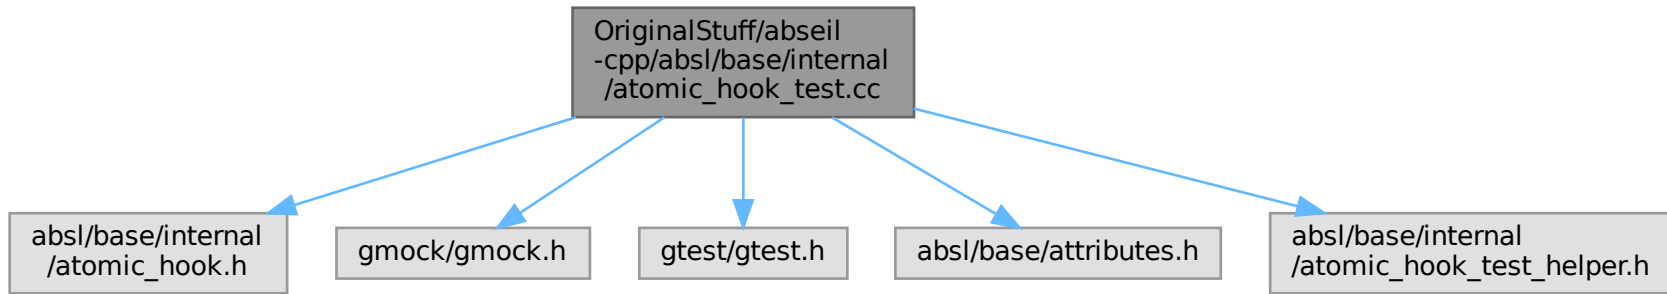 OriginalStuff/abseil
-cpp/absl/base/internal
/atomic_hook_test.cc
absl/base/internal
/atomic_hook.h
gmock/gmock.h
gtest/gtest.h
absl/base/attributes.h
absl/base/internal
/atomic_hook_test_helper.h